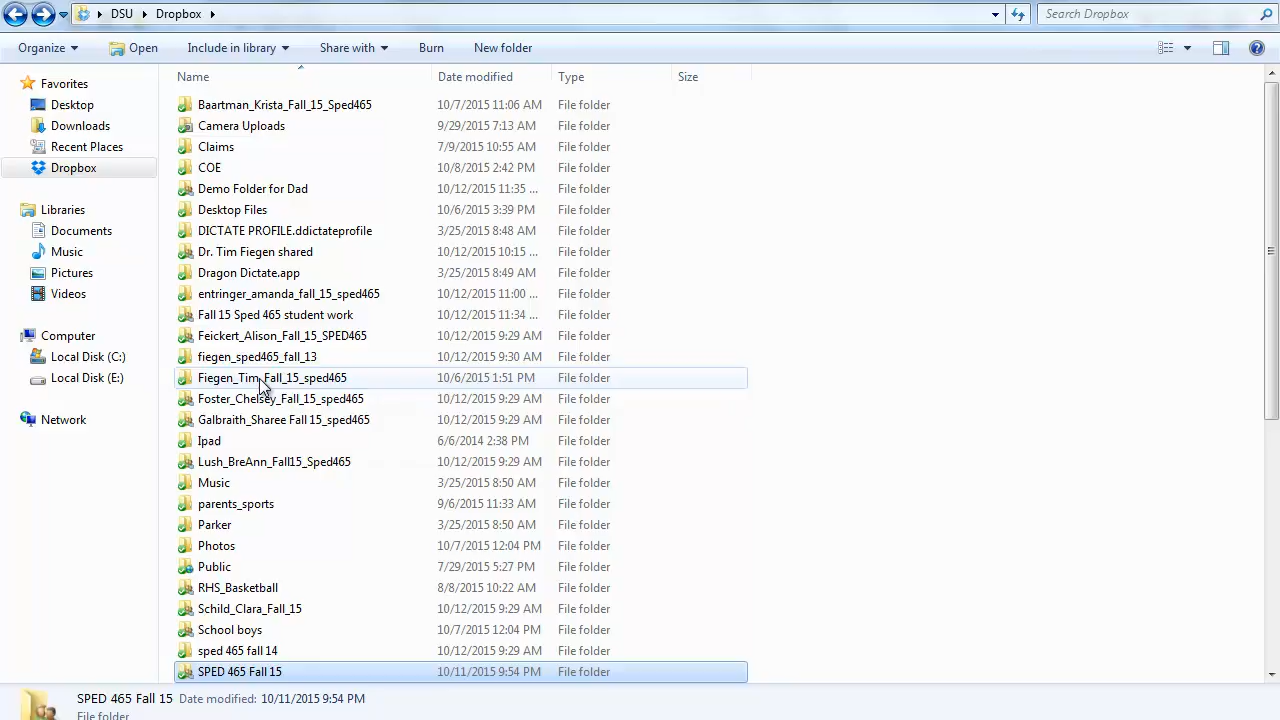 DSU Dropbox Search Dropbox
Organize Open Include in library Share with Burn New folder
Name Date modified Type Size
Favorites
Desktop
Downloads
Recent Places
Dropbox
Libraries
Documents
Music
Pictures
Videos
Computer
Local Disk (C:)
Local Disk (E:)
Network
Baartman_Krista_Fall_15_Sped465 10/7/2015 11:06 AM File folder
Camera Uploads 9/29/2015 7:13 AM File folder
Claims 7/9/2015 10:55 AM File folder
COE 10/8/2015 2:42 PM File folder
Demo Folder for Dad 10/12/2015 11:35 ... File folder
Desktop Files 10/6/2015 3:39 PM File folder
DICTATE PROFILE.ddictateprofile 3/25/2015 8:48 AM File folder
Dr. Tim Fiegen shared 10/12/2015 10:15 ... File folder
Dragon Dictate.app 3/25/2015 8:49 AM File folder
entringer_amanda_fall_15_sped465 10/12/2015 11:00 ... File folder
Fall 15 Sped 465 student work 10/12/2015 11:34 ... File folder
Feickert_Alison_Fall_15_SPED465 10/12/2015 9:29 AM File folder
fiegen_sped465_fall_13 10/12/2015 9:30 AM File folder
Fiegen_Tim_Fall_15_sped465 10/6/2015 1:51 PM File folder
Foster_Chelsey_Fall_15_sped465 10/12/2015 9:29 AM File folder
Galbraith_Sharee Fall 15_sped465 10/12/2015 9:29 AM File folder
Ipad 6/6/2014 2:38 PM File folder
Lush_BreAnn_Fall15_Sped465 10/12/2015 9:29 AM File folder
Music 3/25/2015 8:50 AM File folder
parents_sports 9/6/2015 11:33 AM File folder
Parker 3/25/2015 8:50 AM File folder
Photos 10/7/2015 12:04 PM File folder
Public 7/29/2015 5:27 PM File folder
RHS_Basketball 8/8/2015 10:22 AM File folder
Schild_Clara_Fall_15 10/12/2015 9:29 AM File folder
School boys 10/7/2015 12:04 PM File folder
sped 465 fall 14 10/12/2015 9:29 AM File folder
SPED 465 Fall 15 10/11/2015 9:54 PM File folder
SPED 465 Fall 15 Date modified: 10/11/2015 9:54 PM
File folder